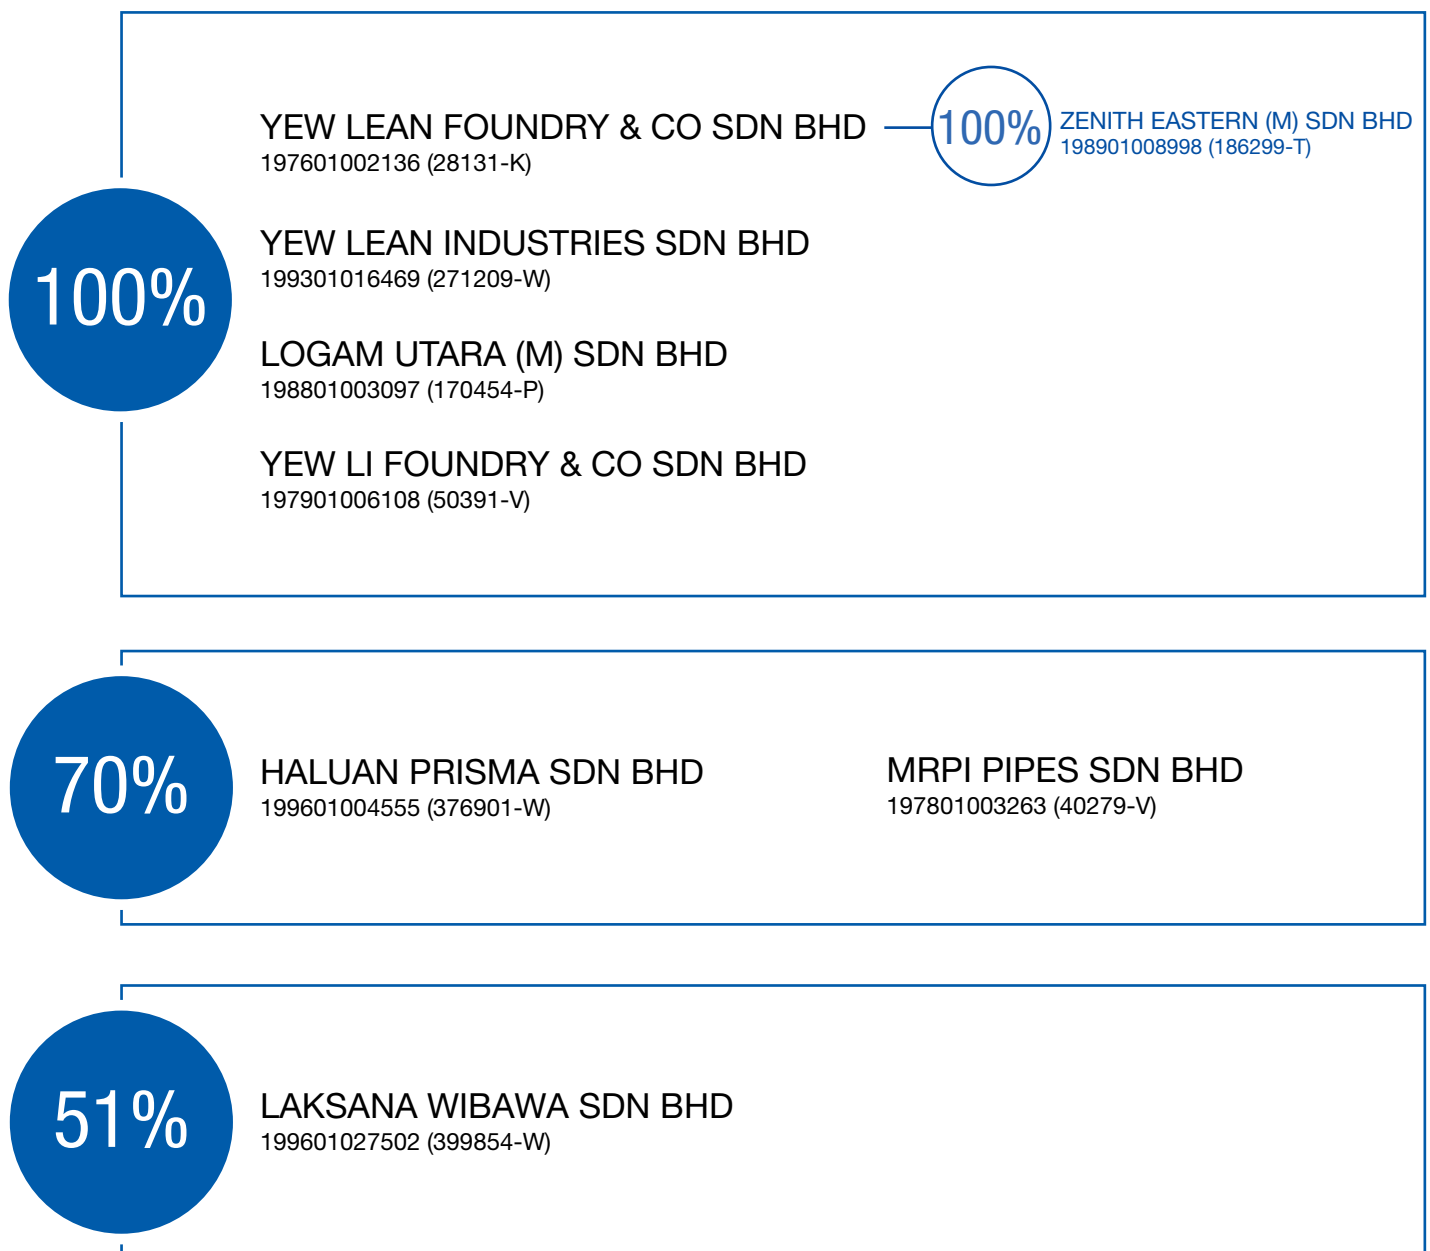 100%
YEW LEAN FOUNDRY & CO SDN BHD
197601002136 (28131-K)
100%
ZENITH EASTERN (M) SDN BHD
198901008998 (186299-T)
YEW LEAN INDUSTRIES SDN BHD
199301016469 (271209-W)
LOGAM UTARA (M) SDN BHD
198801003097 (170454-P)
YEW LI FOUNDRY & CO SDN BHD
197901006108 (50391-V)
70%
HALUAN PRISMA SDN BHD
199601004555 (376901-W)
MRPI PIPES SDN BHD
197801003263 (40279-V)
51%
LAKSANA WIBAWA SDN BHD
199601027502 (399854-W)